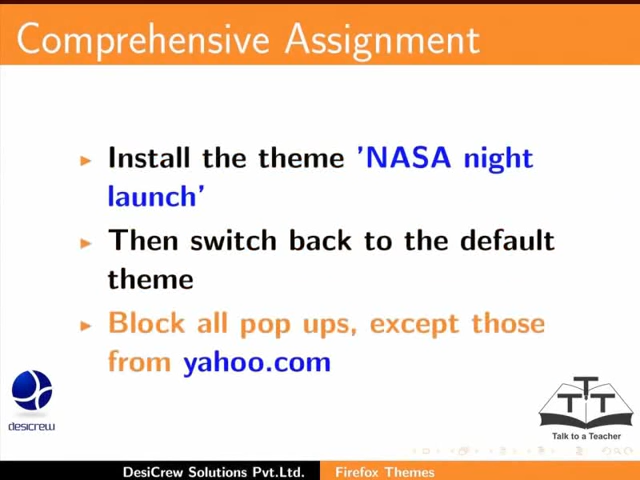 Comprehensive Assignment
Install the theme 'NASA night
launch'
Then switch back to the default
theme
Block all pop ups, except those
from yahoo.com
desicrew
TTT
Talk to a Teacher
DesiCrew Solutions Pvt.Ltd. Firefox Themes